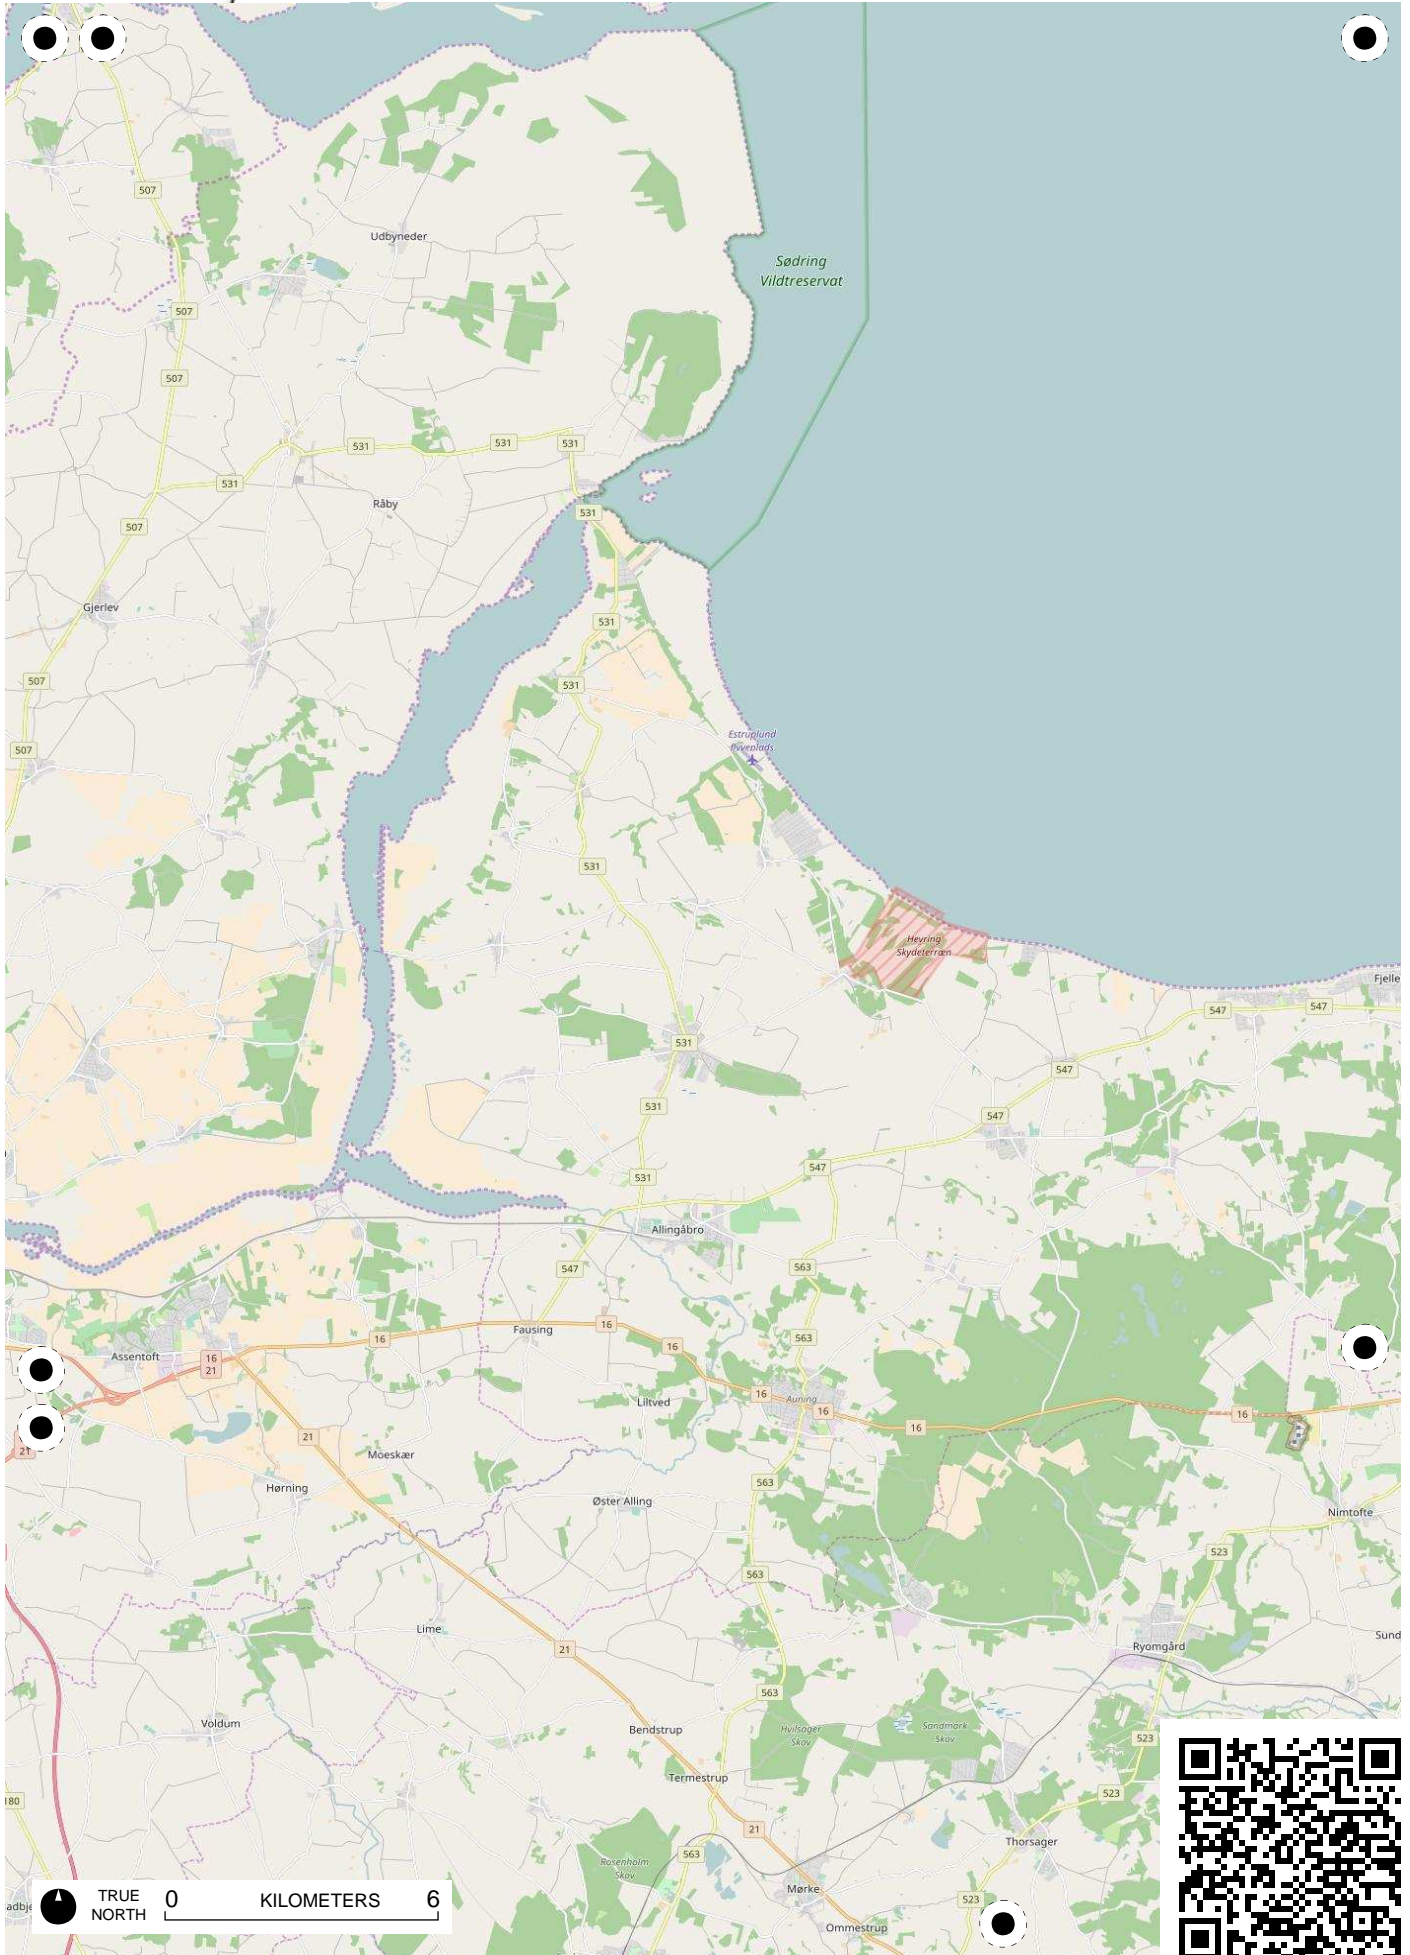 507
Udbyneder
Sødring
Vildtreservat
507
507
531
531
531
531
Råby
531
507
Gjerlev
531
507
531
Estruplund
flyveplads
507
531
Hevring
Skydeterræn
Fjelle
547
547
531
547
531
547
547
531
Allingåbro
563
547
16
Fausing
16
563
16
Assentoft
16
21
16
Auning
Liltved
16
16
16
21
21
Moeskær
563
Hørning
Øster Alling
Nimtofte
523
563
Lime
Sund
21
Ryomgård
563
Voldum
Bendstrup
Hvilsager
Skov
Sandmark
Skov
523
Termestrup
523
180
21
Thorsager
563
Rosenholm
Skov
Mørke
TRUE
NORTH
0 KILOMETERS 6
adbje
523
Ommestrup